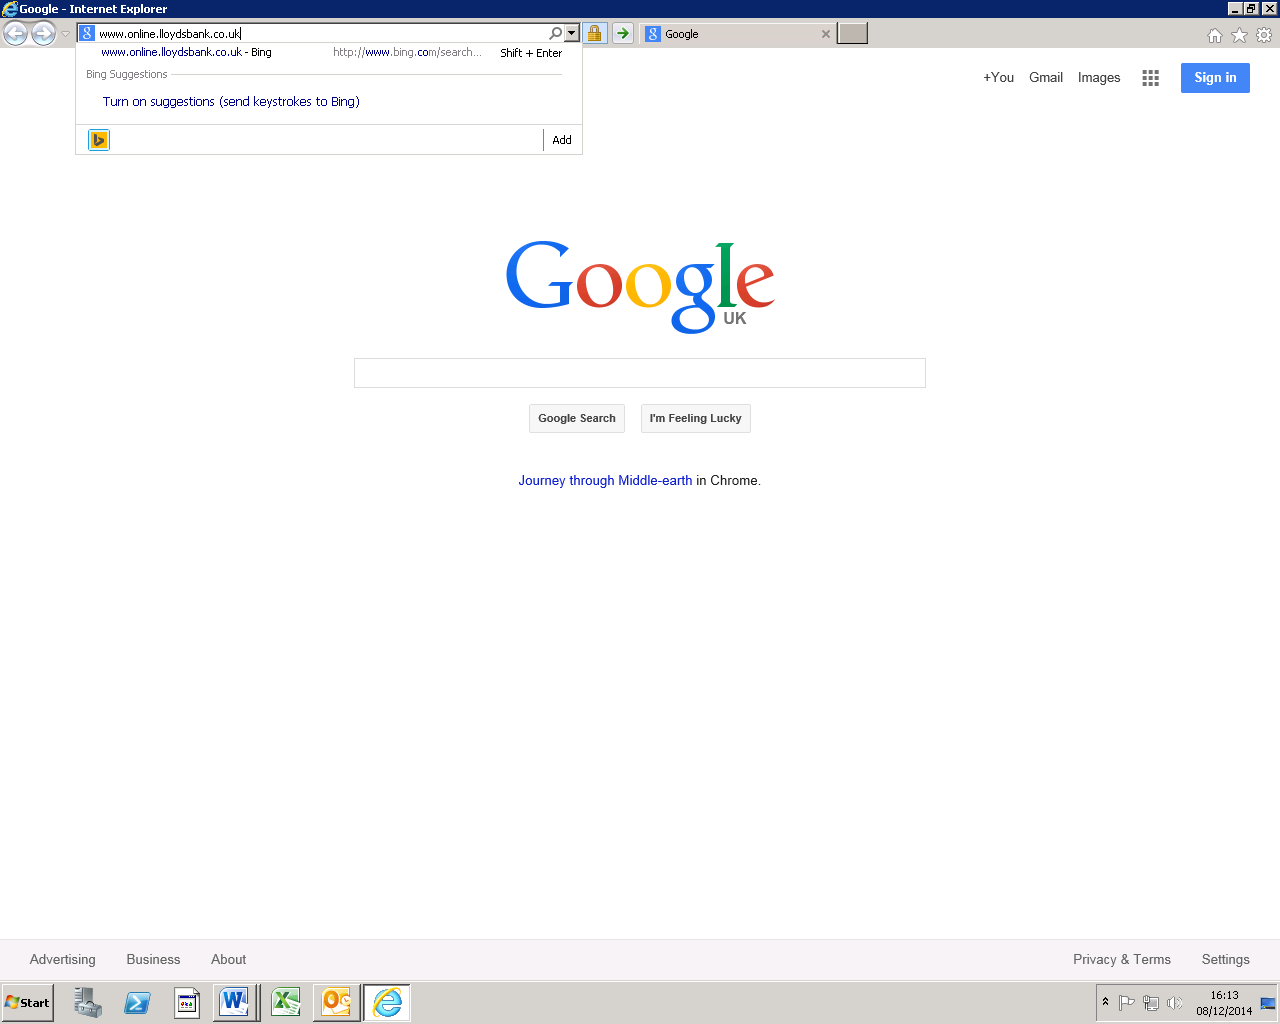 Google - Internet Explorer
www.online.lloydsbank.co.uk
Google
www.online.lloydsbank.co.uk - Bing http://www.bing.com/search... Shift + Enter
Bing Suggestions
Turn on suggestions (send keystrokes to Bing)
Add
+You Gmail Images Sign in
Google
UK
Google Search I'm Feeling Lucky
Journey through Middle-earth in Chrome.
Advertising Business About Privacy & Terms Settings
Start
16:13
08/12/2014